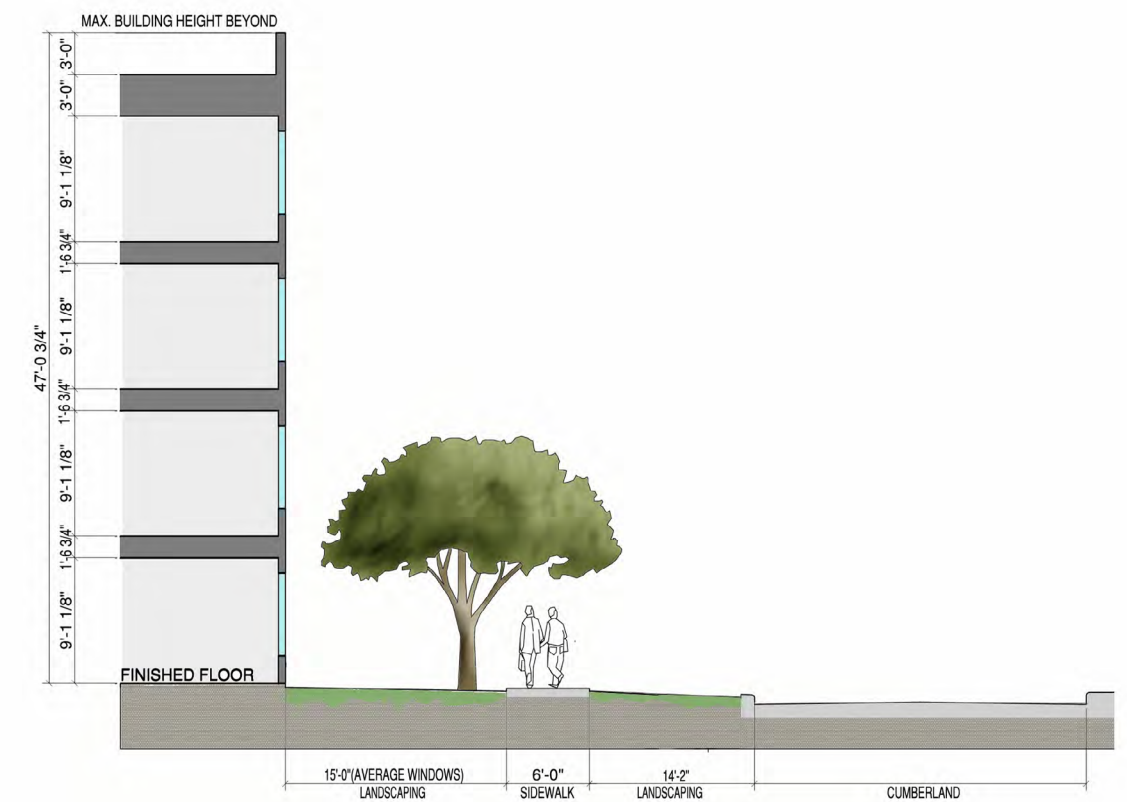 MAX. BUILDING HEIGHT BEYOND
3'-0"
3'-0"
9'-1 1/8"
1'-6 3/4"
9'-1 1/8"
1'-6 3/4"
47'-0 3/4"
9'-1 1/8"
1'-6 3/4"
9'-1 1/8"
FINISHED FLOOR
15'-0"(AVERAGE WINDOWS) 6'-0" 14'-2"
LANDSCAPING SIDEWALK LANDSCAPING CUMBERLAND